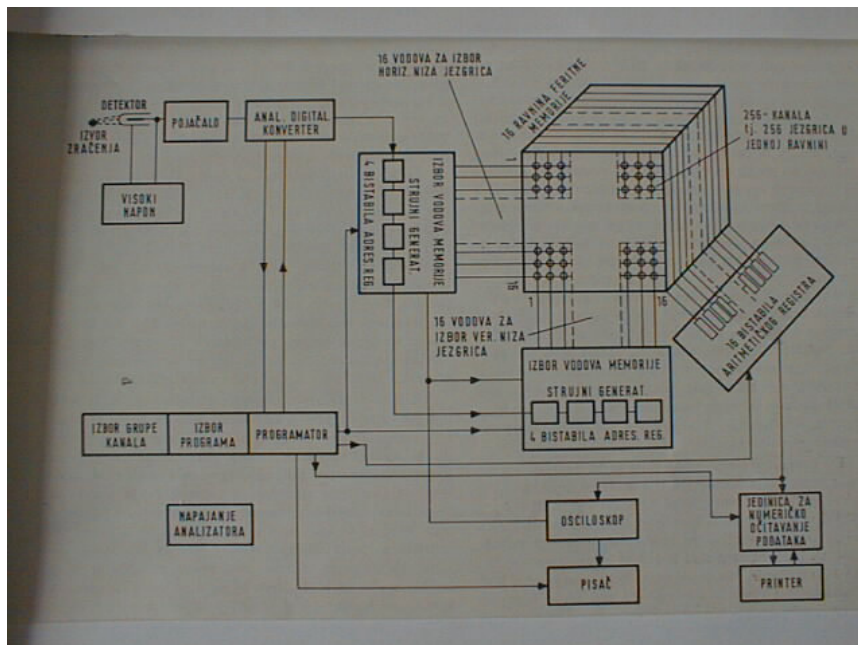 16 VODOVA ZA IZBOR
HORIZ. NIZA JEZGRICA
16 RAVNINA FERITNE
MEMORIJE
256-KANALA
tj. 256 JEZGRICA U
JEDNOJ RAVNINI
DETEKTOR
IZVOR
ZRAČENJA
POJAČALO
ANAL. DIGITAL.
KONVERTER
VISOKI
NAPON
4 BISTABILA ADRES. REG.
STRUJNI GENERAT.
IZBOR VODOVA MEMORIJE
1
16
1
16
16 VODOVA ZA
IZBOR VER. NIZA
JEZGRICA
16 BISTABILA
ARITMETIČKOG REGISTRA
IZBOR VODOVA MEMORIJE
STRUJNI GENERAT.
4 BISTABILA ADRES. REG.
IZBOR GRUPE
KANALA
IZBOR
PROGRAMA
PROGRAMATOR
NAPAJANJE
ANALIZATORA
OSCILOSKOP
PISAČ
JEDINICA ZA
NUMERIČKO
OČITAVANJE
PODATAKA
PRINTER